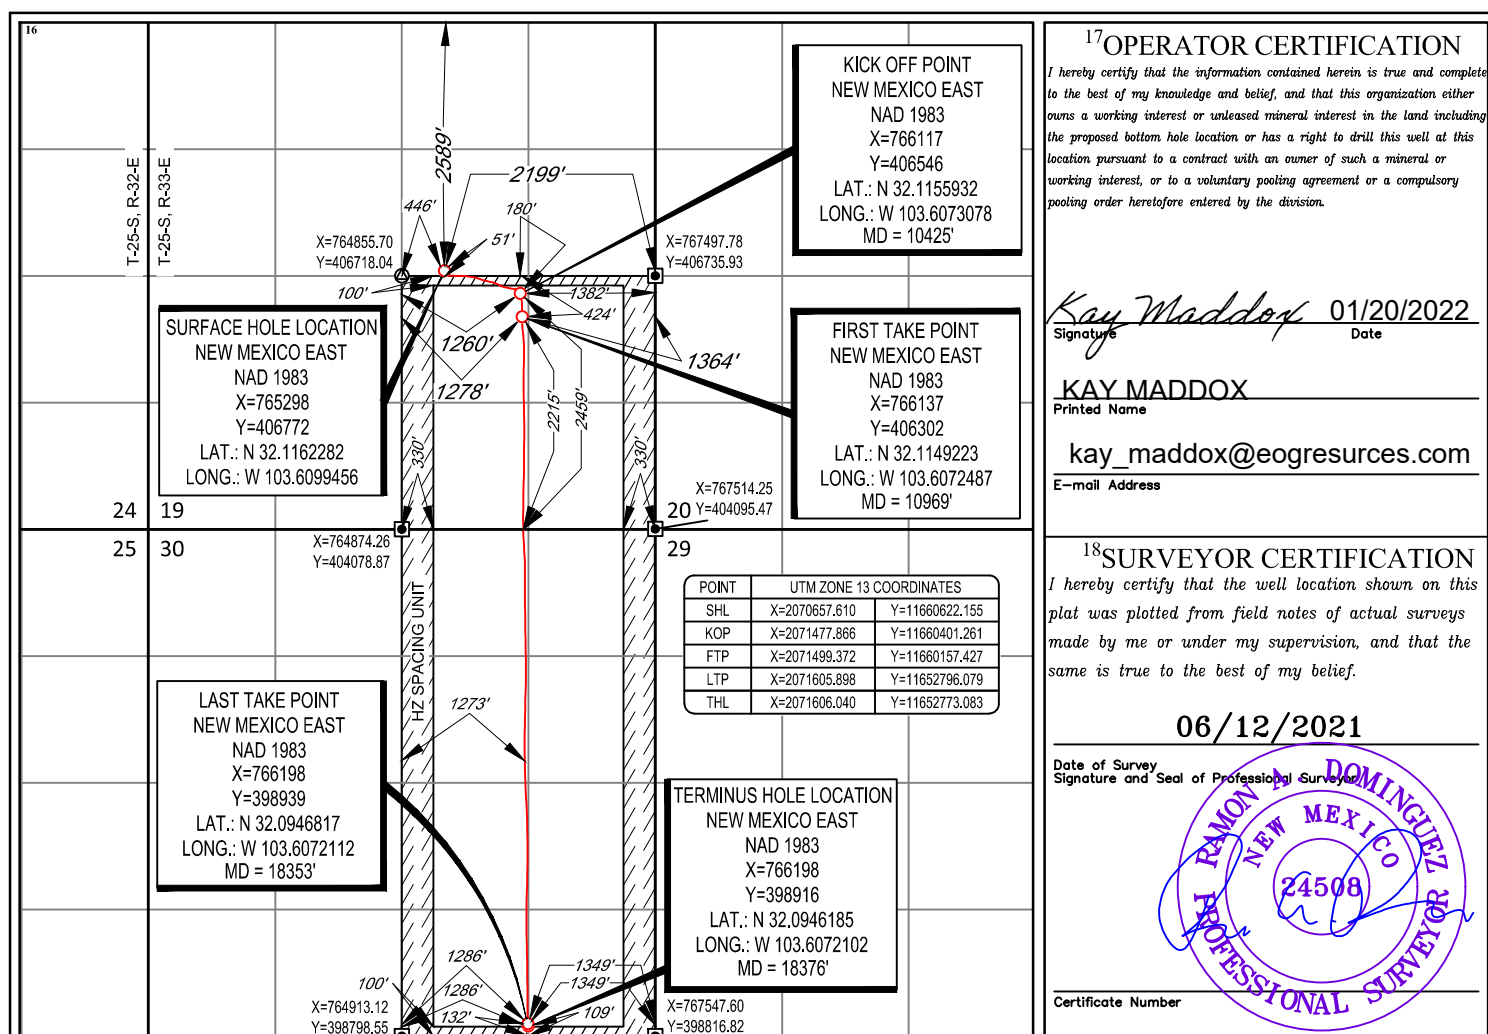 16
T-25-S, R-32-E
T-25-S, R-33-E
2589'
2199'
446'
180'
51'
X=764855.70
Y=406718.04
X=767497.78
Y=406735.93
100'
1382'
424'
1260'
1278'
1364'
2215'
2459'
330'
330'
KICK OFF POINT
NEW MEXICO EAST
NAD 1983
X=766117
Y=406546
LAT.: N 32.1155932
LONG.: W 103.6073078
MD = 10425'
SURFACE HOLE LOCATION
NEW MEXICO EAST
NAD 1983
X=765298
Y=406772
LAT.: N 32.1162282
LONG.: W 103.6099456
FIRST TAKE POINT
NEW MEXICO EAST
NAD 1983
X=766137
Y=406302
LAT.: N 32.1149223
LONG.: W 103.6072487
MD = 10969'
24 19
25 30
20
29
X=767514.25
Y=404095.47
X=764874.26
Y=404078.87
HZ SPACING UNIT
POINT UTM ZONE 13 COORDINATES
SHL X=2070657.610 Y=11660622.155
KOP X=2071477.866 Y=11660401.261
FTP X=2071499.372 Y=11660157.427
LTP X=2071605.898 Y=11652796.079
THL X=2071606.040 Y=11652773.083
1273'
LAST TAKE POINT
NEW MEXICO EAST
NAD 1983
X=766198
Y=398939
LAT.: N 32.0946817
LONG.: W 103.6072112
MD = 18353'
TERMINUS HOLE LOCATION
NEW MEXICO EAST
NAD 1983
X=766198
Y=398916
LAT.: N 32.0946185
LONG.: W 103.6072102
MD = 18376'
1286'
1286'
132'
1349'
1349'
109'
100'
X=764913.12
Y=398798.55
X=767547.60
Y=398816.82
17OPERATOR CERTIFICATION
I hereby certify that the information contained herein is true and complete
to the best of my knowledge and belief, and that this organization either
owns a working interest or unleased mineral interest in the land including
the proposed bottom hole location or has a right to drill this well at this
location pursuant to a contract with an owner of such a mineral or
working interest, or to a voluntary pooling agreement or a compulsory
pooling order heretofore entered by the division.
Kay Maddox 01/20/2022
Signature Date
KAY MADDOX
Printed Name
kay_maddox@eogresurces.com
E-mail Address
18SURVEYOR CERTIFICATION
I hereby certify that the well location shown on this
plat was plotted from field notes of actual surveys
made by me or under my supervision, and that the
same is true to the best of my belief.
06/12/2021
Date of Survey
Signature and Seal of Professional Surveyor
RAMON A. DOMINGUEZ
NEW MEXICO
24508
PROFESSIONAL SURVEYOR
Certificate Number